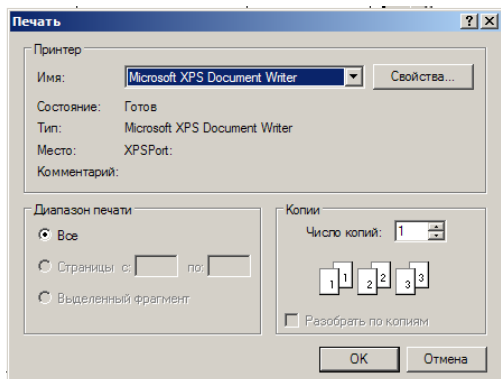 Печать
Принтер
Имя: Microsoft XPS Document Writer Свойства...
Состояние: Готов
Тип: Microsoft XPS Document Writer
Место: XPSPort:
Комментарий:
Диапазон печати
Все
Страницы с: по:
Выделенный фрагмент
Копии
Число копий: 1
1 1 2 2 3 3
Разобрать по копиям
OK Отмена